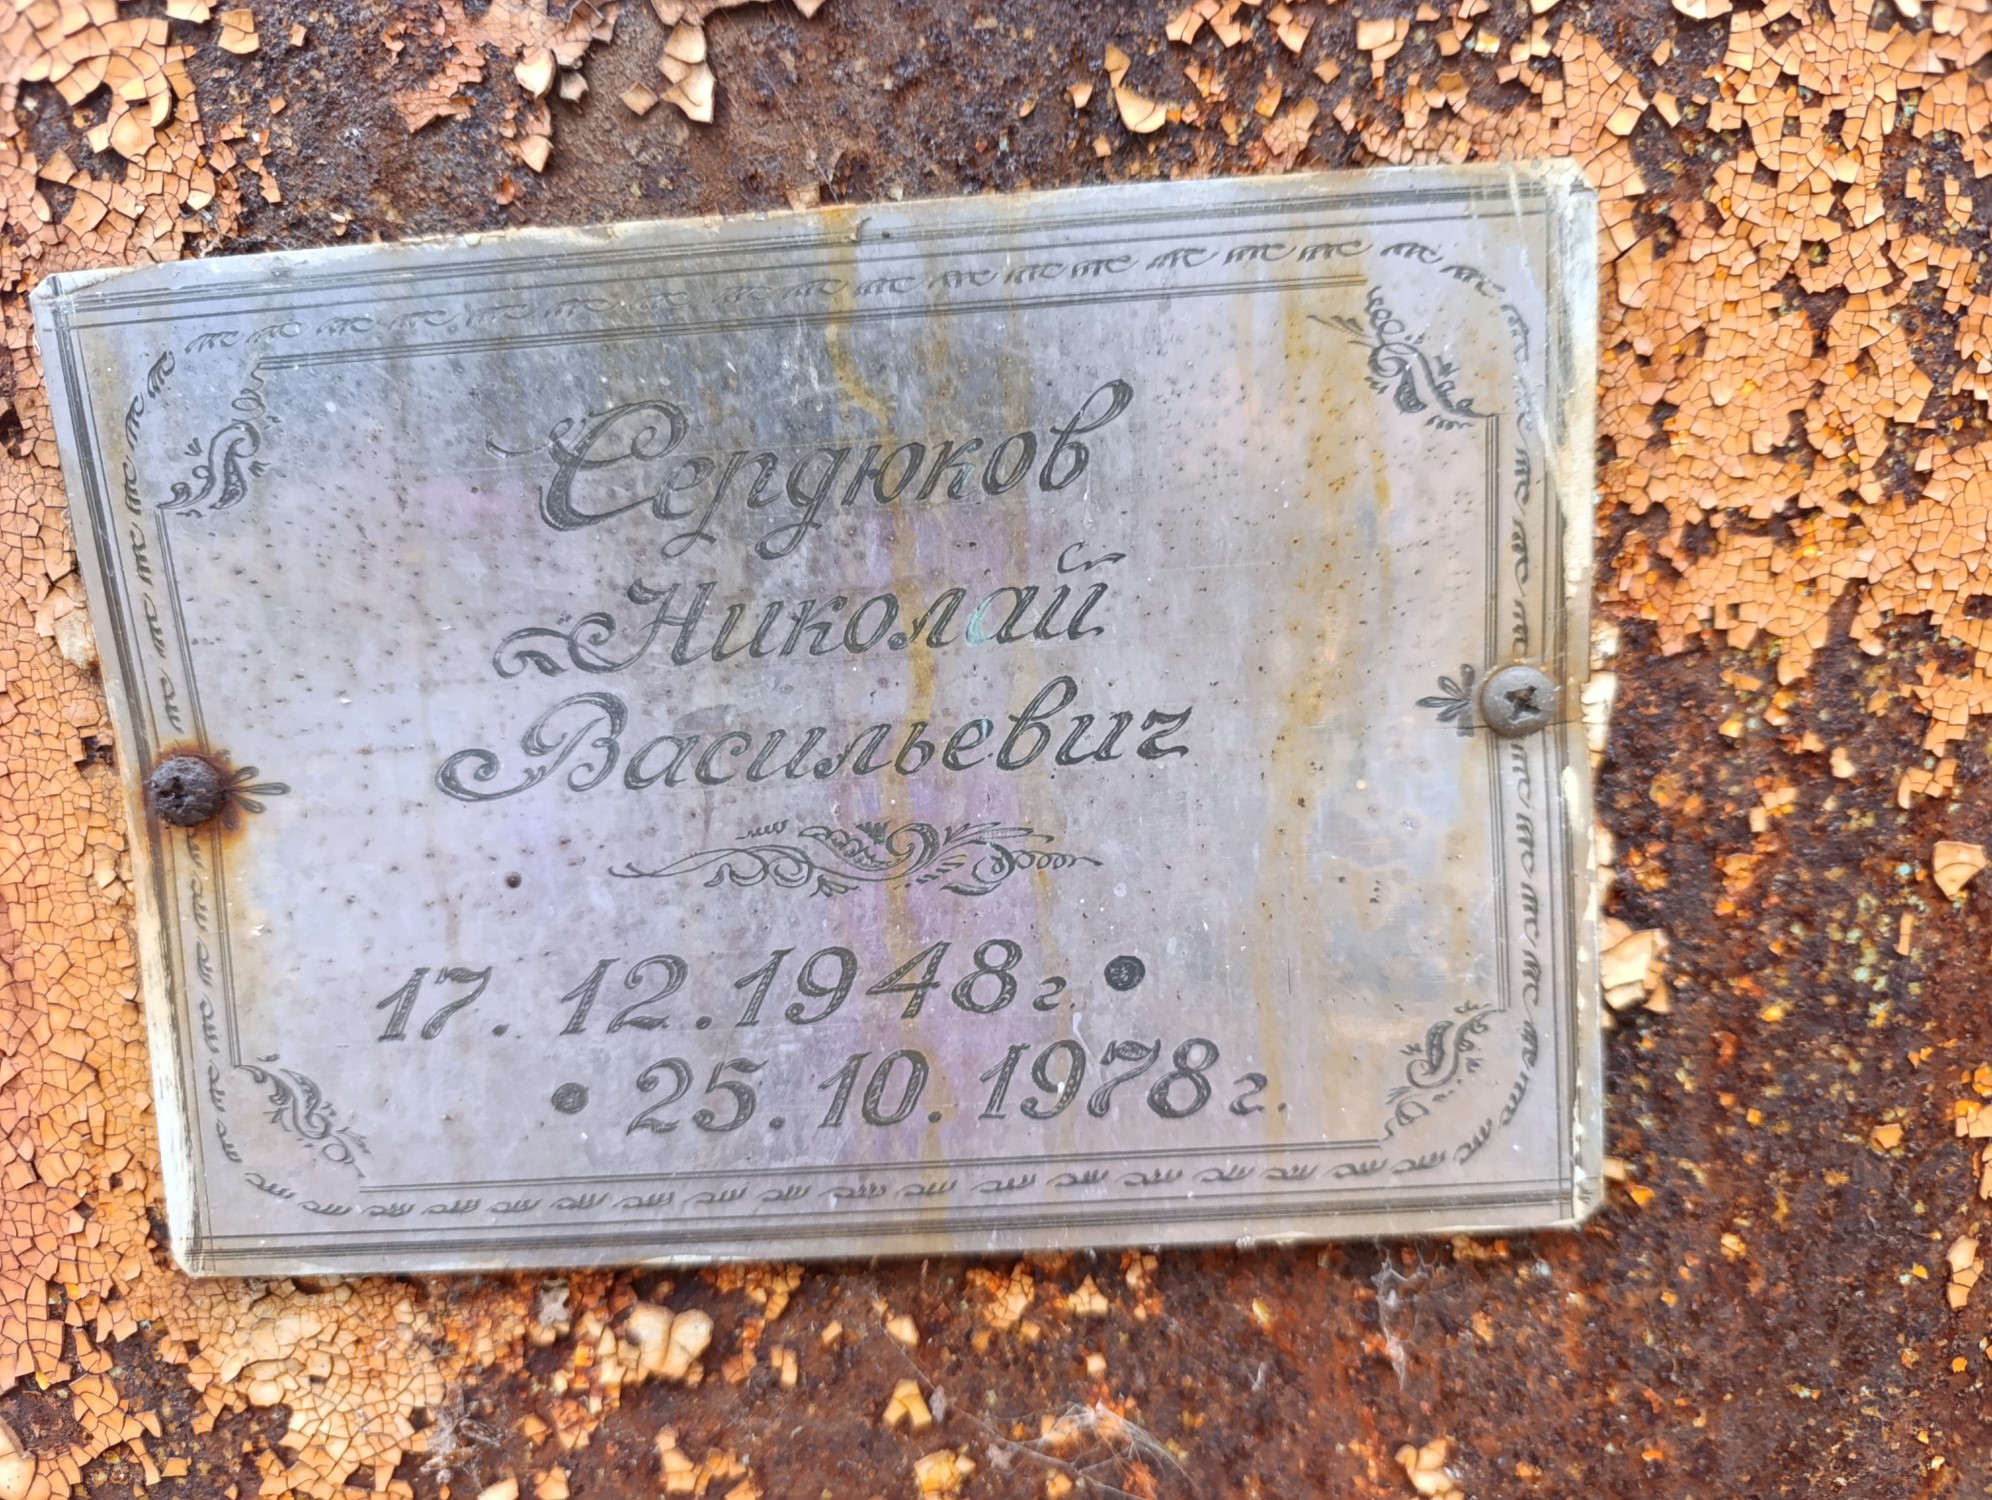 Сердюков
Николай
Васильевич
17.12.1948г.
25.10.1978г.